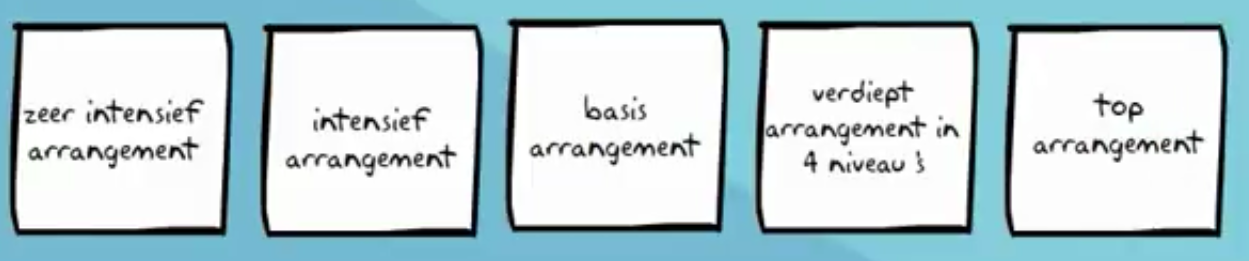 zeer intensief
arrangement
intensief
arrangement
basis
arrangement
verdiept
arrangement in
4 niveau's
top
arrangement